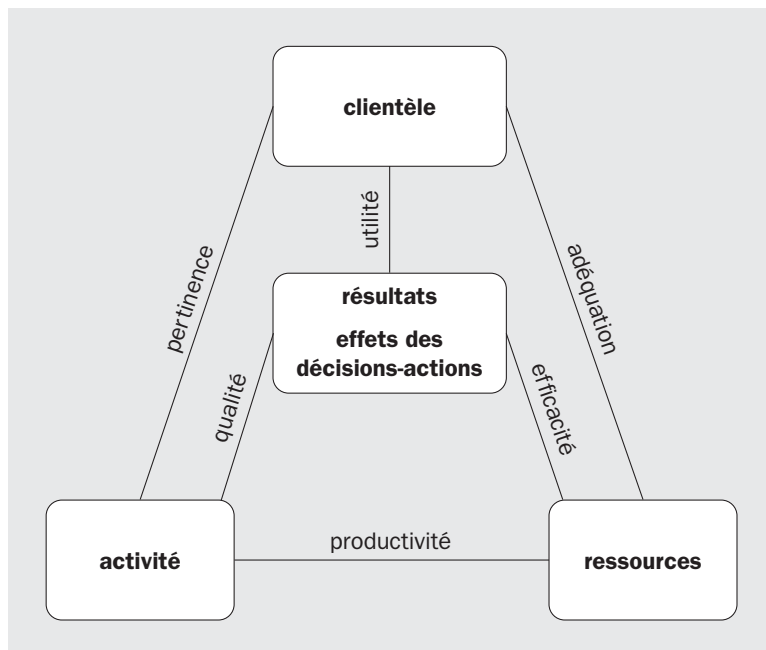 clientèle
utilité
pertinence
adéquation
résultats
effets des
décisions-actions
qualité
efficacité
productivité
activité
ressources